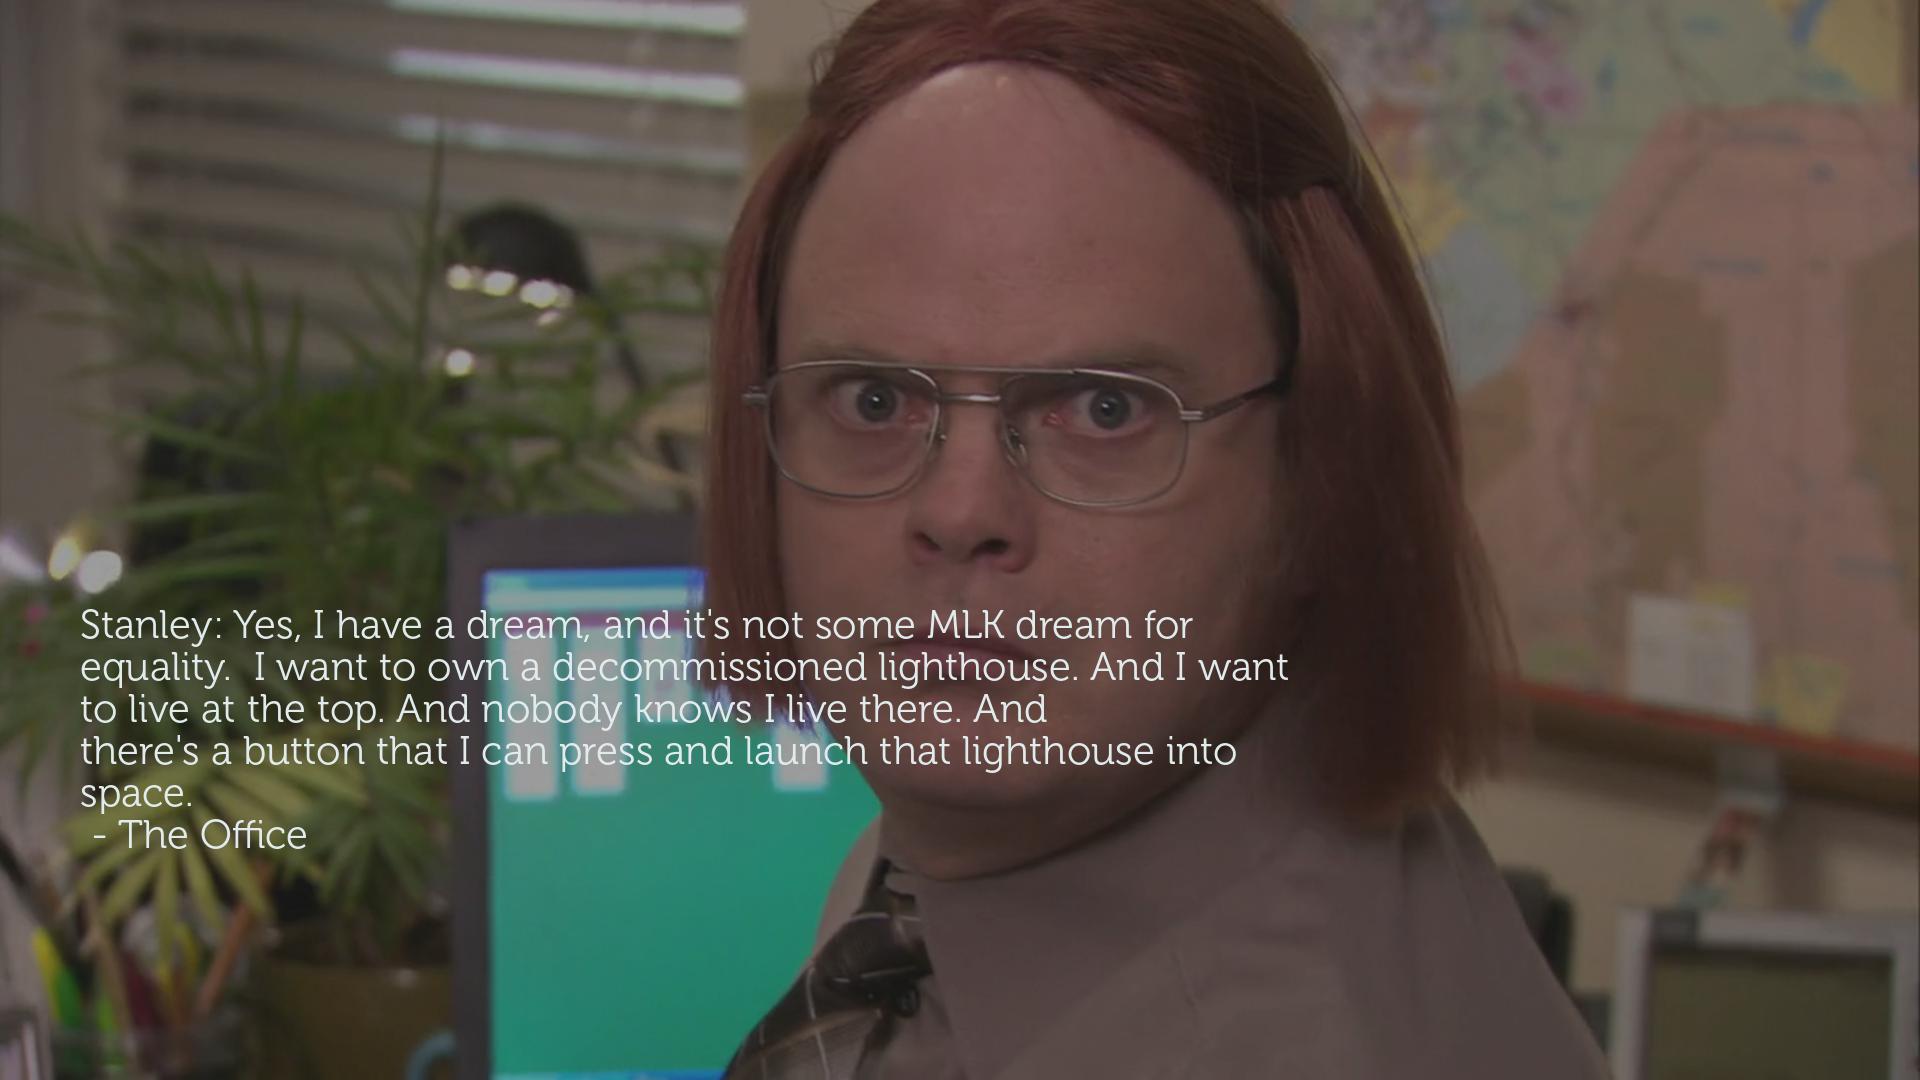 Stanley: Yes, I have a dream, and it's not some MLK dream for
equality.  I want to own a decommissioned lighthouse. And I want
to live at the top. And nobody knows I live there. And
there's a button that I can press and launch that lighthouse into
space.
 - The Office